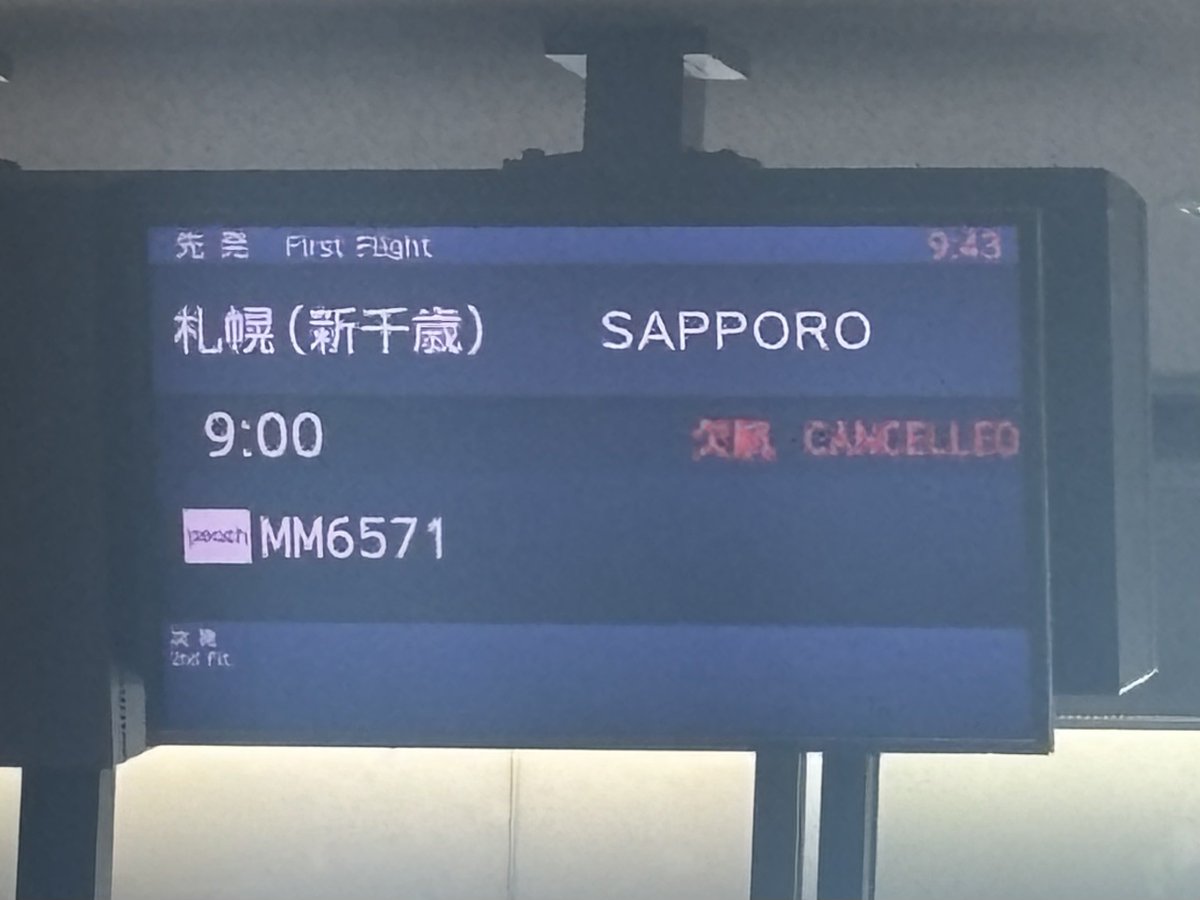 先発 First Flight 9:43
札幌(新千歳) SAPPORO
9:00 欠航 CANCELLED
peach MM6571
次便
2nd Flt